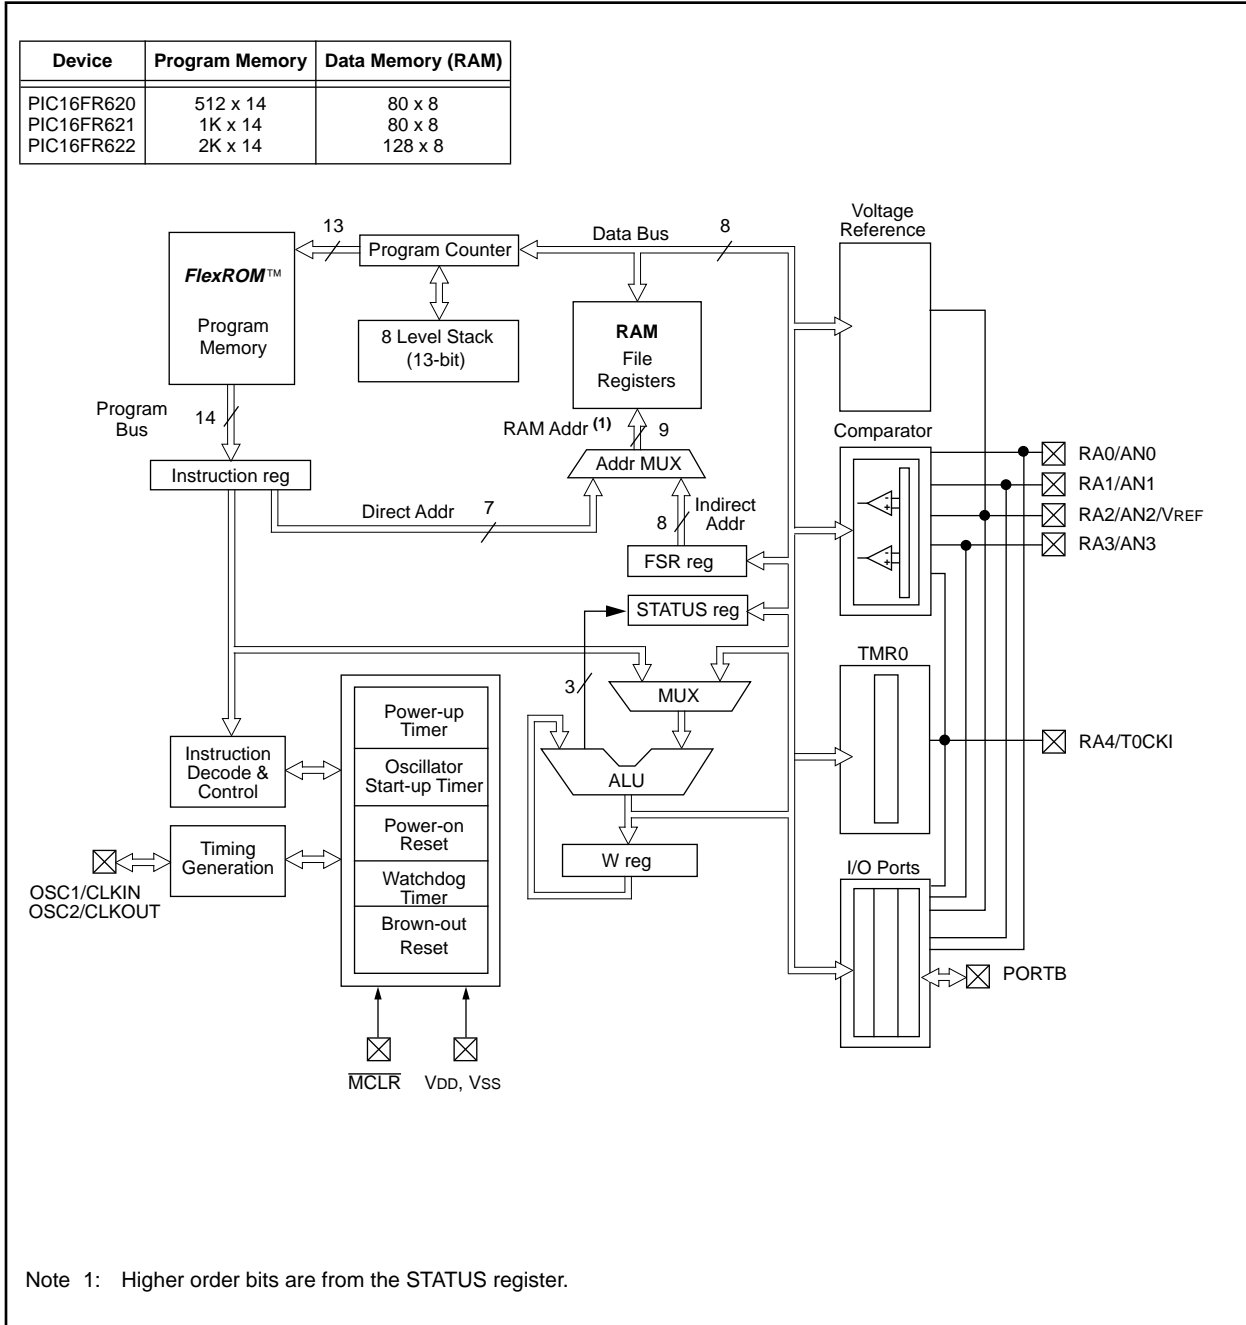 Device Program Memory Data Memory (RAM)
PIC16FR620 512 x 14 80 x 8
PIC16FR621 1K x 14 80 x 8
PIC16FR622 2K x 14 128 x 8
Voltage
Reference
13
Data Bus
8
Program Counter
FlexROM™
Program
Memory
8 Level Stack
(13-bit)
RAM
File
Registers
Program
Bus
14
RAM Addr (1)
9
Comparator
Addr MUX
Instruction reg
Direct Addr
7
8
Indirect
Addr
- +
- +
RA0/AN0
RA1/AN1
RA2/AN2/VREF
RA3/AN3
FSR reg
STATUS reg
TMR0
3
MUX
Power-up
Timer
Oscillator
Start-up Timer
Power-on
Reset
Watchdog
Timer
Brown-out
Reset
Instruction
Decode &
Control
ALU
RA4/T0CKI
Timing
Generation
W reg
I/O Ports
OSC1/CLKIN
OSC2/CLKOUT
PORTB
MCLR
VDD, VSS
Note 1: Higher order bits are from the STATUS register.